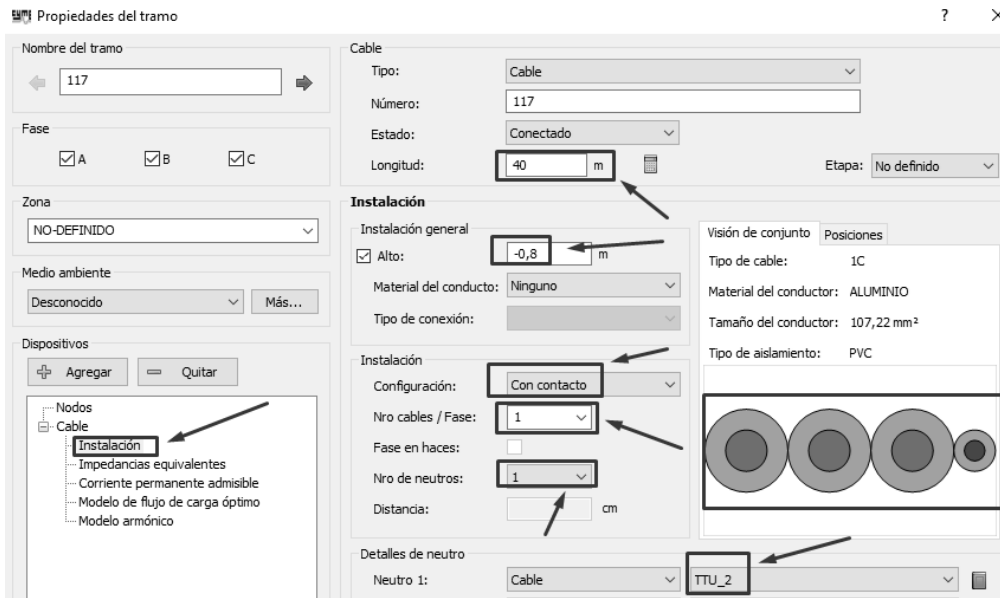 cyme Propiedades del tramo ? X
Nombre del tramo
117
Fase
A B C
Zona
NO-DEFINIDO
Medio ambiente
Desconocido Más...
Dispositivos
Agregar Quitar
Nodos
Cable
Instalación
Impedancias equivalentes
Corriente permanente admisible
Modelo de flujo de carga óptimo
Modelo armónico
Cable
Tipo: Cable
Número: 117
Estado: Conectado
Longitud: 40 m Etapa: No definido
Instalación
Instalación general
Alto: -0,8 m
Material del conducto: Ninguno
Tipo de conexión:
Instalación
Configuración: Con contacto
Nro cables / Fase: 1
Fase en haces:
Nro de neutros: 1
Distancia: cm
Visión de conjunto Posiciones
Tipo de cable: 1C
Material del conductor: ALUMINIO
Tamaño del conductor: 107,22 mm²
Tipo de aislamiento: PVC
Detalles de neutro
Neutro 1: Cable TTU_2